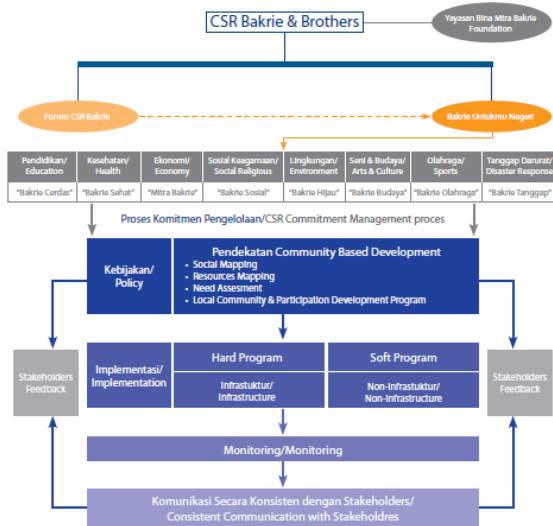 CSR Bakrie & Brothers
Yayasan Bina Mitra Bakrie
Foundation
Forum CSR Bakrie
Bakrie Untukmu Negeri
Pendidikan/
Education
Kesehatan/
Health
Ekonomi/
Economy
Sosial Keagamaan/
Social Religious
Lingkungan/
Environment
Seni & Budaya/
Arts & Culture
Olahraga/
Sports
Tanggap Darurat/
Disaster Response
"Bakrie Cerdas"
"Bakrie Sehat"
"Mitra Bakrie"
"Bakrie Sosial"
"Bakrie Hijau"
"Bakrie Budaya"
"Bakrie Olahraga"
"Bakrie Tanggap"
Proses Komitmen Pengelolaan/CSR Commitment Management proces
Kebijakan/
Policy
Pendekatan Community Based Development
• Social Mapping
• Resources Mapping
• Need Assesment
• Local Community & Participation Development Program
Stakeholders
Feedback
Implementasi/
Implementation
Hard Program
Soft Program
Infrastuktur/
Infrastructure
Non-Infrastuktur/
Non-Infrastructure
Stakeholders
Feedback
Monitoring/Monitoring
Komunikasi Secara Konsisten dengan Stakeholders/
Consistent Communication with Stakeholdres